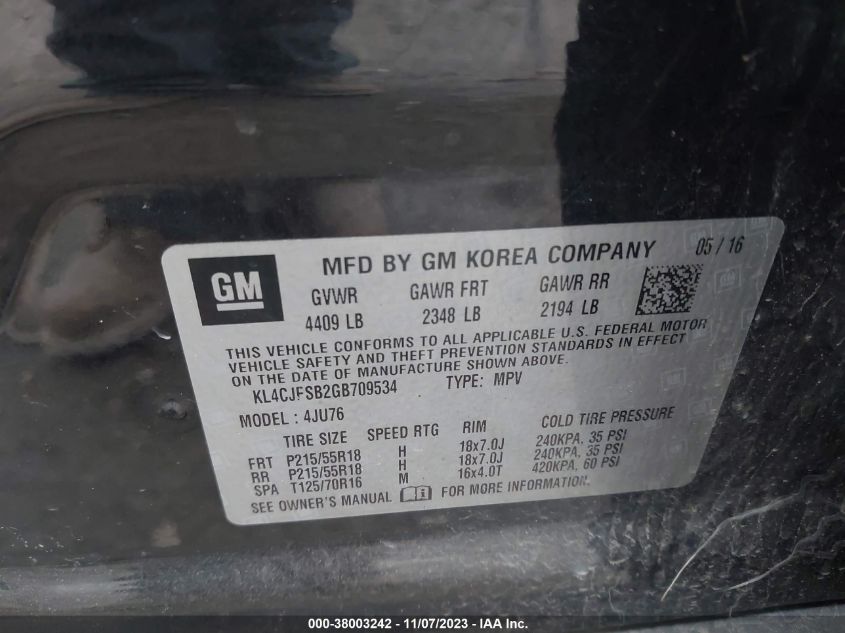 GM
MFD BY GM KOREA COMPANY 05 / 16
GVWR GAWR FRT GAWR RR
4409 LB 2348 LB 2194 LB
THIS VEHICLE CONFORMS TO ALL APPLICABLE U.S. FEDERAL MOTOR
VEHICLE SAFETY AND THEFT PREVENTION STANDARDS IN EFFECT
ON THE DATE OF MANUFACTURE SHOWN ABOVE.
KL4CJFSB2GB709534 TYPE: MPV
MODEL : 4JU76
TIRE SIZE SPEED RTG RIM COLD TIRE PRESSURE
FRT P215/55R18 H 18x7.0J 240KPA, 35 PSI
RR P215/55R18 H 18x7.0J 240KPA, 35 PSI
SPA T125/70R16 M 16x4.0T 420KPA, 60 PSI
SEE OWNER'S MANUAL FOR MORE INFORMATION.
000-38003242 - 11/07/2023 - IAA Inc.